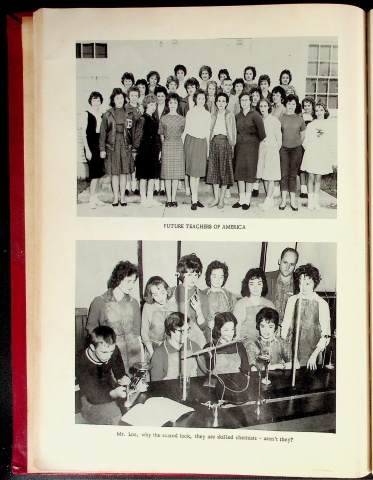 FUTURE TEACHERS OF AMERICA
Mr. Lee, why the scared look, they are skilled chemists - aren't they?